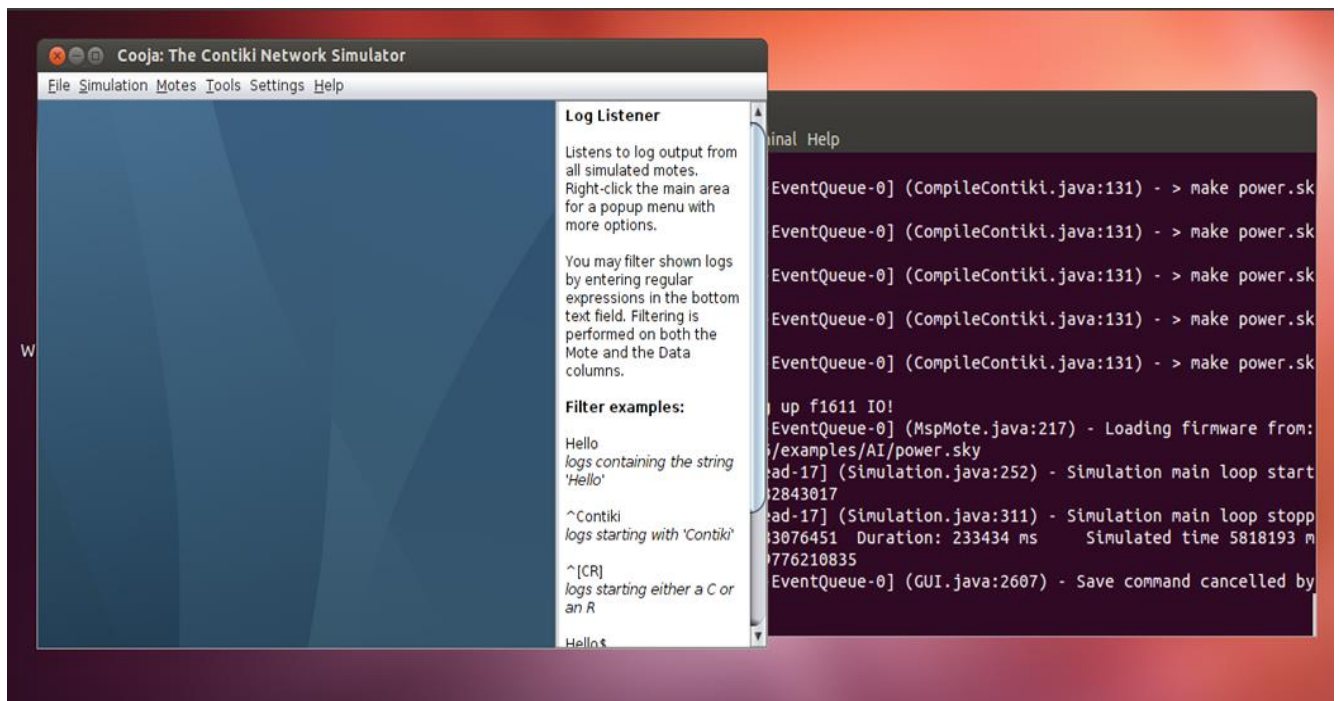 Cooja: The Contiki Network Simulator
File Simulation Motes Tools Settings Help
Log Listener
Listens to log output from
all simulated motes.
Right-click the main area
for a popup menu with
more options.
You may filter shown logs
by entering regular
expressions in the bottom
text field. Filtering is
performed on both the
Mote and the Data
columns.
Filter examples:
Hello
logs containing the string
'Hello'
^Contiki
logs starting with 'Contiki'
^[CR]
logs starting either a C or
an R
Hello$
W
inal Help
EventQueue-0] (CompileContiki.java:131) - > make power.sk
EventQueue-0] (CompileContiki.java:131) - > make power.sk
EventQueue-0] (CompileContiki.java:131) - > make power.sk
EventQueue-0] (CompileContiki.java:131) - > make power.sk
EventQueue-0] (CompileContiki.java:131) - > make power.sk
up f1611 IO!
EventQueue-0] (MspMote.java:217) - Loading firmware from:
/examples/AI/power.sky
ad-17] (Simulation.java:252) - Simulation main loop start
32843017
ad-17] (Simulation.java:311) - Simulation main loop stopp
33076451 Duration: 233434 ms Simulated time 5818193 m
9776210835
EventQueue-0] (GUI.java:2607) - Save command cancelled by